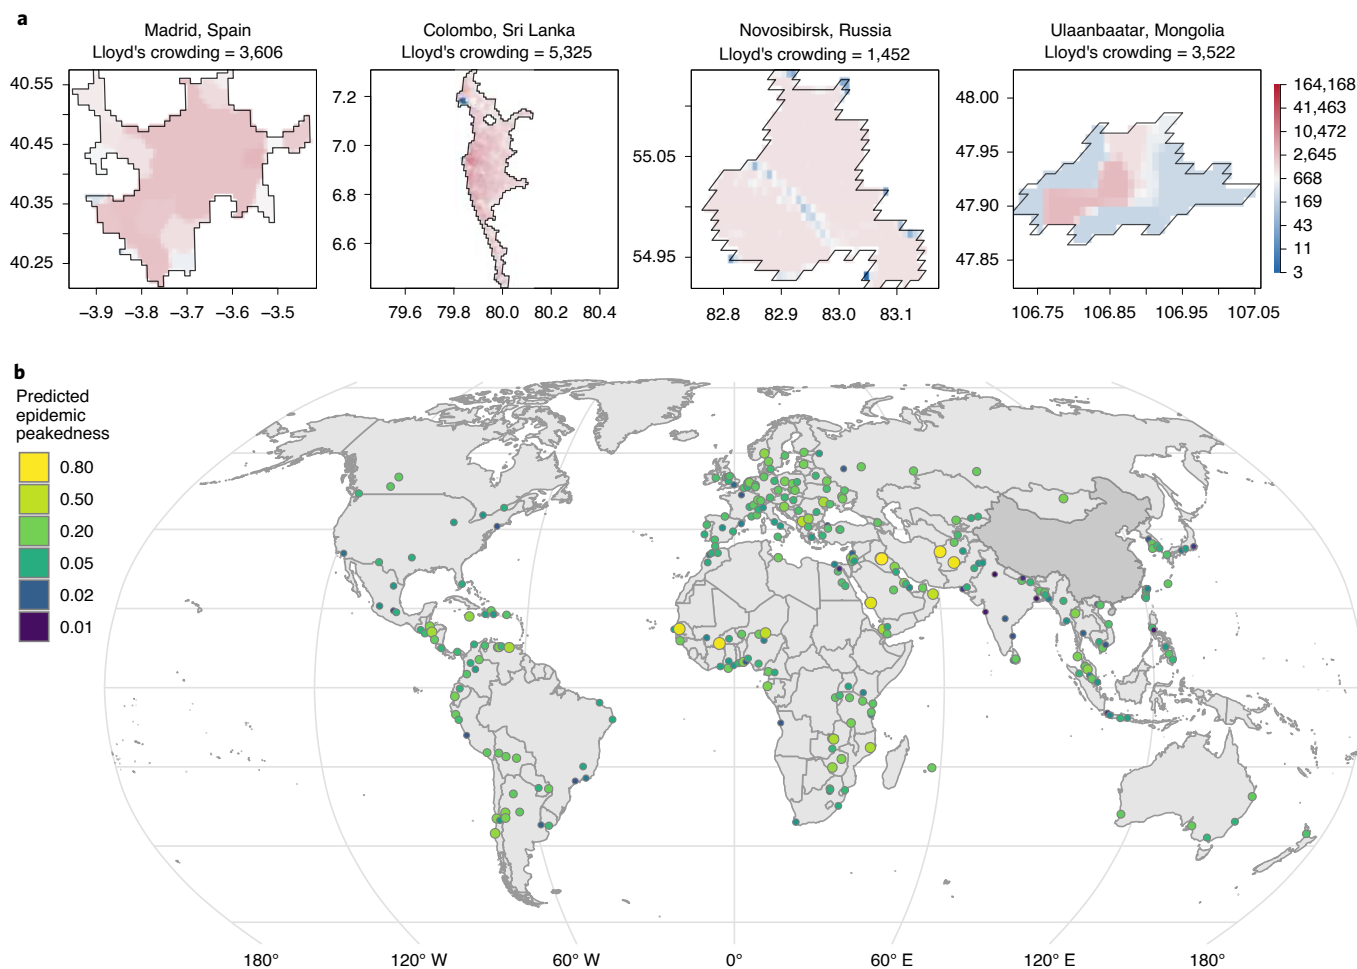 a
Madrid, Spain
Lloyd's crowding = 3,606
40.55
40.45
40.35
40.25
−3.9 −3.8 −3.7 −3.6 −3.5
Colombo, Sri Lanka
Lloyd's crowding = 5,325
7.2
7.0
6.8
6.6
79.6 79.8 80.0 80.2 80.4
Novosibirsk, Russia
Lloyd's crowding = 1,452
55.05
54.95
82.8 82.9 83.0 83.1
Ulaanbaatar, Mongolia
Lloyd's crowding = 3,522
48.00
47.95
47.90
47.85
106.75 106.85 106.95 107.05
164,168
41,463
10,472
2,645
668
169
43
11
3
b
Predicted
epidemic
peakedness
0.80
0.50
0.20
0.05
0.02
0.01
180° 120° W 60° W 0° 60° E 120° E 180°